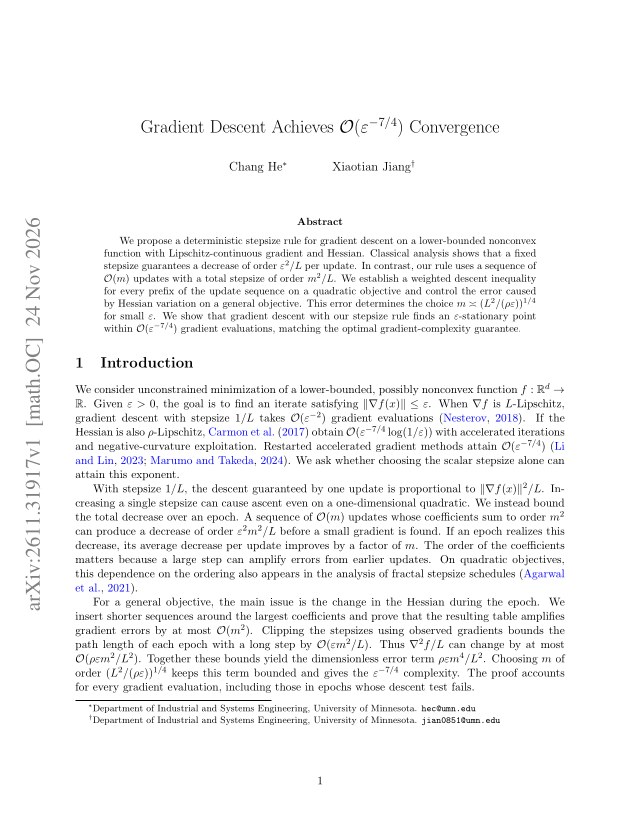 Gradient Descent Achieves 𝒪(ε^{−7/4}) Convergence
Chang He* Xiaotian Jiang†
Abstract
We propose a deterministic stepsize rule for gradient descent on a lower-bounded nonconvex
function with Lipschitz-continuous gradient and Hessian. Classical analysis shows that a fixed
stepsize guarantees a decrease of order ε²/L per update. In contrast, our rule uses a sequence of
𝒪(m) updates with a total stepsize of order m²/L. We establish a weighted descent inequality
for every prefix of the update sequence on a quadratic objective and control the error caused
by Hessian variation on a general objective. This error determines the choice m ≍ (L²/(ρε))^{1/4}
for small ε. We show that gradient descent with our stepsize rule finds an ε-stationary point
within 𝒪(ε^{−7/4}) gradient evaluations, matching the optimal gradient-complexity guarantee.
1 Introduction
We consider unconstrained minimization of a lower-bounded, possibly nonconvex function f : ℝ^d →
ℝ. Given ε > 0, the goal is to find an iterate satisfying ‖∇f(x)‖ ≤ ε. When ∇f is L-Lipschitz,
gradient descent with stepsize 1/L takes 𝒪(ε^{−2}) gradient evaluations (Nesterov, 2018). If the
Hessian is also ρ-Lipschitz, Carmon et al. (2017) obtain 𝒪(ε^{−7/4} log(1/ε)) with accelerated iterations
and negative-curvature exploitation. Restarted accelerated gradient methods attain 𝒪(ε^{−7/4}) (Li
and Lin, 2023; Marumo and Takeda, 2024). We ask whether choosing the scalar stepsize alone can
attain this exponent.
With stepsize 1/L, the descent guaranteed by one update is proportional to ‖∇f(x)‖²/L. In-
creasing a single stepsize can cause ascent even on a one-dimensional quadratic. We instead bound
the total decrease over an epoch. A sequence of 𝒪(m) updates whose coefficients sum to order m²
can produce a decrease of order ε²m²/L before a small gradient is found. If an epoch realizes this
decrease, its average decrease per update improves by a factor of m. The order of the coefficients
matters because a large step can amplify errors from earlier updates. On quadratic objectives,
this dependence on the ordering also appears in the analysis of fractal stepsize schedules (Agarwal
et al., 2021).
For a general objective, the main issue is the change in the Hessian during the epoch. We
insert shorter sequences around the largest coefficients and prove that the resulting table amplifies
gradient errors by at most 𝒪(m²). Clipping the stepsizes using observed gradients bounds the
path length of each epoch with a long step by 𝒪(εm²/L). Thus ∇²f/L can change by at most
𝒪(ρεm²/L²). Together these bounds yield the dimensionless error term ρεm⁴/L². Choosing m of
order (L²/(ρε))^{1/4} keeps this term bounded and gives the ε^{−7/4} complexity. The proof accounts
for every gradient evaluation, including those in epochs whose descent test fails.
*Department of Industrial and Systems Engineering, University of Minnesota. hec@umn.edu
†Department of Industrial and Systems Engineering, University of Minnesota. jian0851@umn.edu
1
arXiv:2611.31917v1 [math.OC] 24 Nov 2026